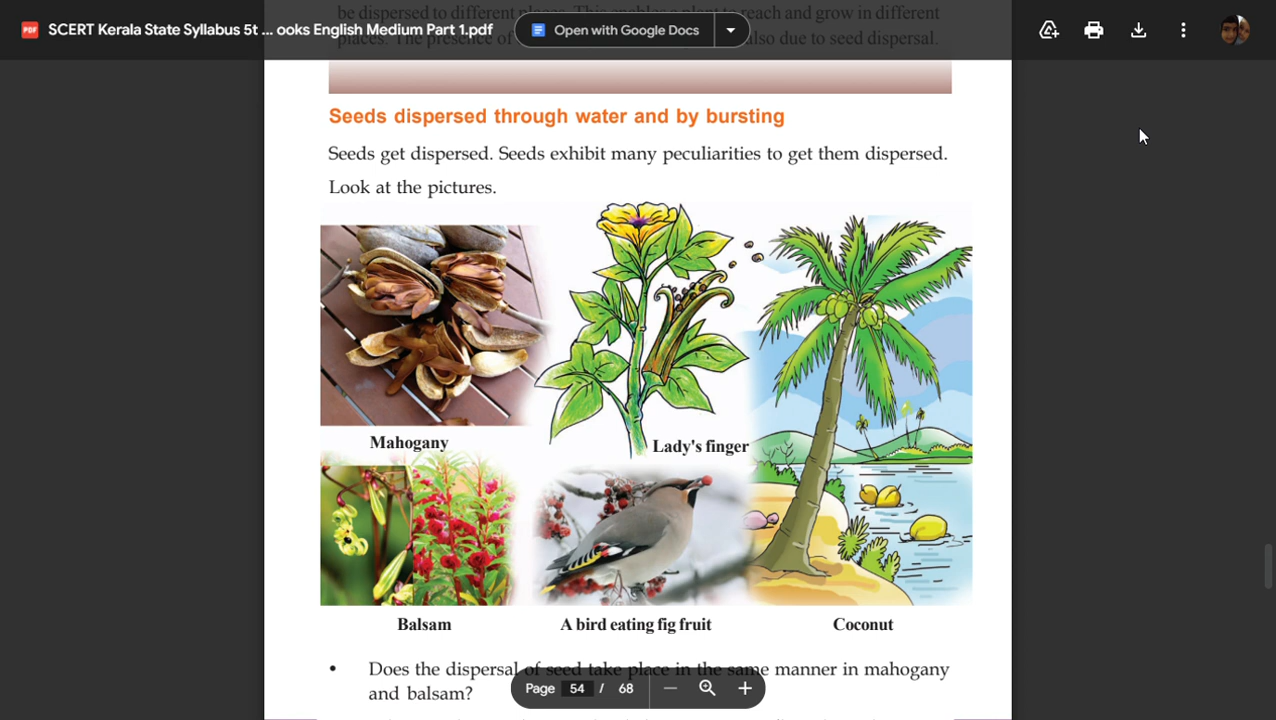 be dispersed to different places. This enables a plant to reach and grow in different
SCERT Kerala State Syllabus 5t ... ooks English Medium Part 1.pdf
Open with Google Docs
places. The presence of
also due to seed dispersal.
Seeds dispersed through water and by bursting
Seeds get dispersed. Seeds exhibit many peculiarities to get them dispersed.
Look at the pictures.
Mahogany
Lady's finger
Balsam
A bird eating fig fruit
Coconut
• Does the dispersal of seed take place in the same manner in mahogany
and balsam?
Page 54 / 68